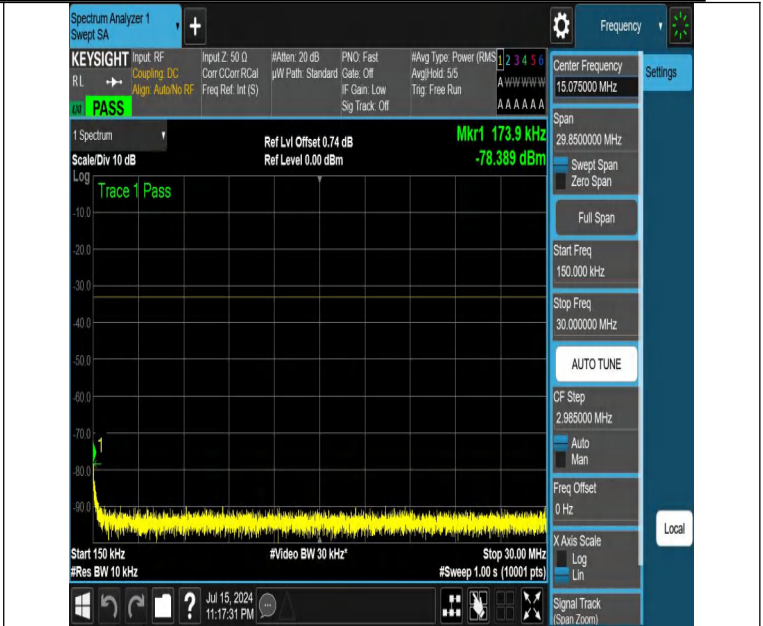 Spectrum Analyzer 1
Swept SA
+
Frequency
KEYSIGHT
RL
LXI PASS
Input: RF
Coupling: DC
Align: Auto/No RF
Input Z: 50 Ω
Corr CCorr RCal
Freq Ref: Int (S)
#Atten: 20 dB
µW Path: Standard
PNO: Fast
Gate: Off
IF Gain: Low
Sig Track: Off
#Avg Type: Power (RMS
Avg|Hold: 5/5
Trig: Free Run
1 2 3 4 5 6
A W W W W W
A A A A A A
1 Spectrum
Scale/Div 10 dB
Ref Lvl Offset 0.74 dB
Ref Level 0.00 dBm
Mkr1 173.9 kHz
-78.389 dBm
Log
Trace 1 Pass
-10.0
-20.0
-30.0
-40.0
-50.0
-60.0
-70.0
1
-80.0
-90.0
Start 150 kHz
#Res BW 10 kHz
#Video BW 30 kHz*
Stop 30.00 MHz
#Sweep 1.00 s (10001 pts)
?
Jul 15, 2024
11:17:31 PM
Center Frequency
15.075000 MHz
Span
29.8500000 MHz
Swept Span
Zero Span
Full Span
Start Freq
150.000 kHz
Stop Freq
30.000000 MHz
AUTO TUNE
CF Step
2.985000 MHz
Auto
Man
Freq Offset
0 Hz
X Axis Scale
Log
Lin
Signal Track
(Span Zoom)
Settings
Local